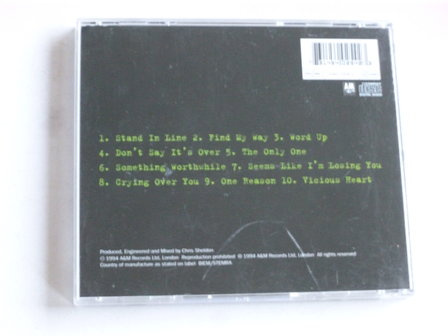 1. Stand In Line 2. Find My Way 3. Word Up
4. Don't Say It's Over 5. The Only One
6. Something Worthwhile 7. Seems Like I'm Losing You
8. Crying Over You 9. One Reason 10. Vicious Heart
Produced, Engineered and Mixed by Chris Sheldon.
℗ 1994 A&M Records Ltd. London Reproduction prohibited © 1994 A&M Records Ltd. London All rights reserved
Country of manufacture as stated on label BIEM/STEMRA